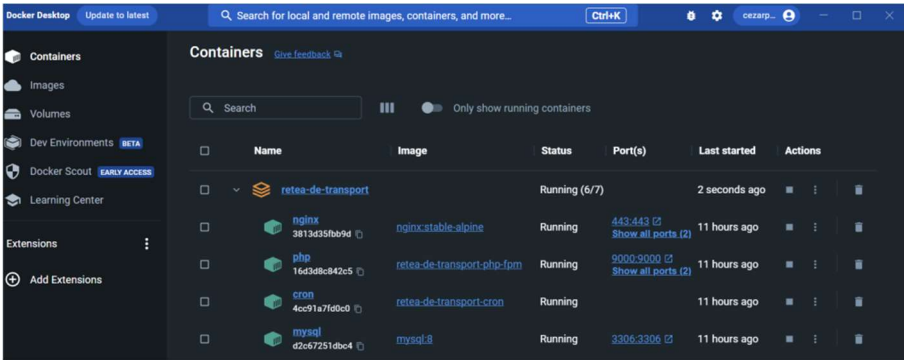 Docker Desktop Update to latest Search for local and remote images, containers, and more... Ctrl+K cezarp...
Containers
Images
Volumes
Dev Environments BETA
Docker Scout EARLY ACCESS
Learning Center
Extensions
Add Extensions
Containers Give feedback
Search Only show running containers
Name Image Status Port(s) Last started Actions
retea-de-transport Running (6/7) 2 seconds ago
nginx
3813d35fbb9d nginx:stable-alpine Running 443:443 11 hours ago
Show all ports (2)
php
16d3d8c842c5 retea-de-transport-php-fpm Running 9000:9000 11 hours ago
Show all ports (2)
cron
4cc91a7fd0c0 retea-de-transport-cron Running 11 hours ago
mysql
d2c67251dbc4 mysql:8 Running 3306:3306 11 hours ago